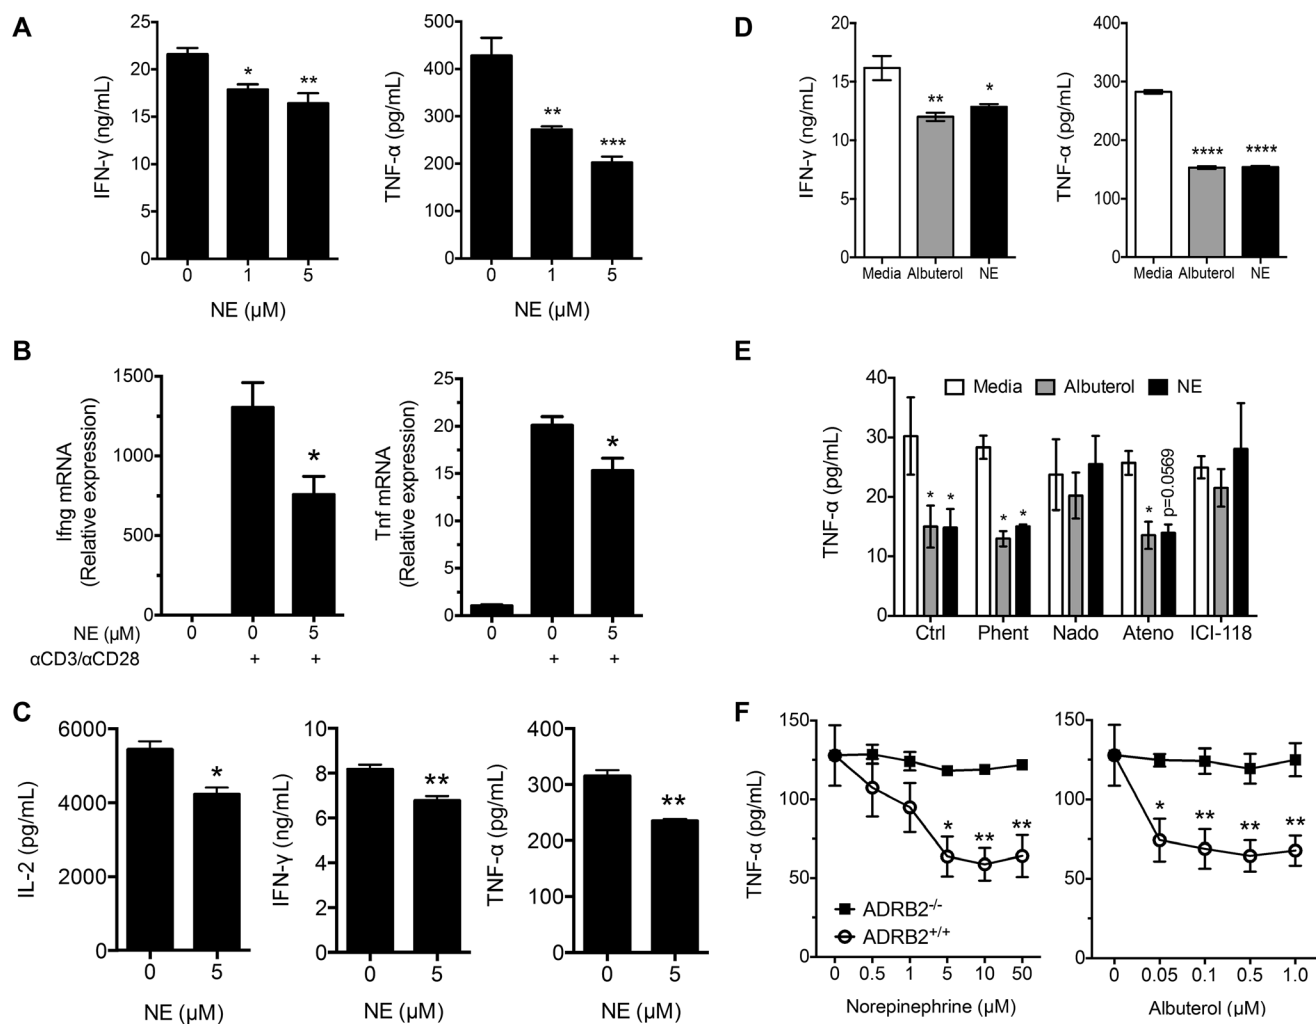 A
25
20
15
10
5
0
IFN-γ (ng/mL)
*
**
0 1 5
NE (µM)
500
400
300
200
100
0
TNF-α (pg/mL)
**
***
0 1 5
NE (µM)
B
1500
1000
500
0
Ifng mRNA
(Relative expression)
*
NE (µM) 0 0 5
αCD3/αCD28 + +
25
20
15
10
5
0
Tnf mRNA
(Relative expression)
*
0 0 5
+ +
C
6000
4000
2000
0
IL-2 (pg/mL)
*
0 5
NE (µM)
10
8
6
4
2
0
IFN-γ (ng/mL)
**
0 5
NE (µM)
400
300
200
100
0
TNF-α (pg/mL)
**
0 5
NE (µM)
D
20
15
10
5
0
IFN-γ (ng/mL)
**
*
Media Albuterol NE
400
300
200
100
0
TNF-α (pg/mL)
**** ****
Media Albuterol NE
E
40
30
20
10
0
TNF-α (pg/mL)
Media Albuterol NE
* *
* *
* p=0.0569
Ctrl Phent Nado Ateno ICI-118
F
150
100
50
0
TNF-α (pg/mL)
* ** **
ADRB2-/-
ADRB2+/+
0 0.5 1 5 10 50
Norepinephrine (µM)
150
100
50
0
* ** ** **
0 0.05 0.1 0.5 1.0
Albuterol (µM)